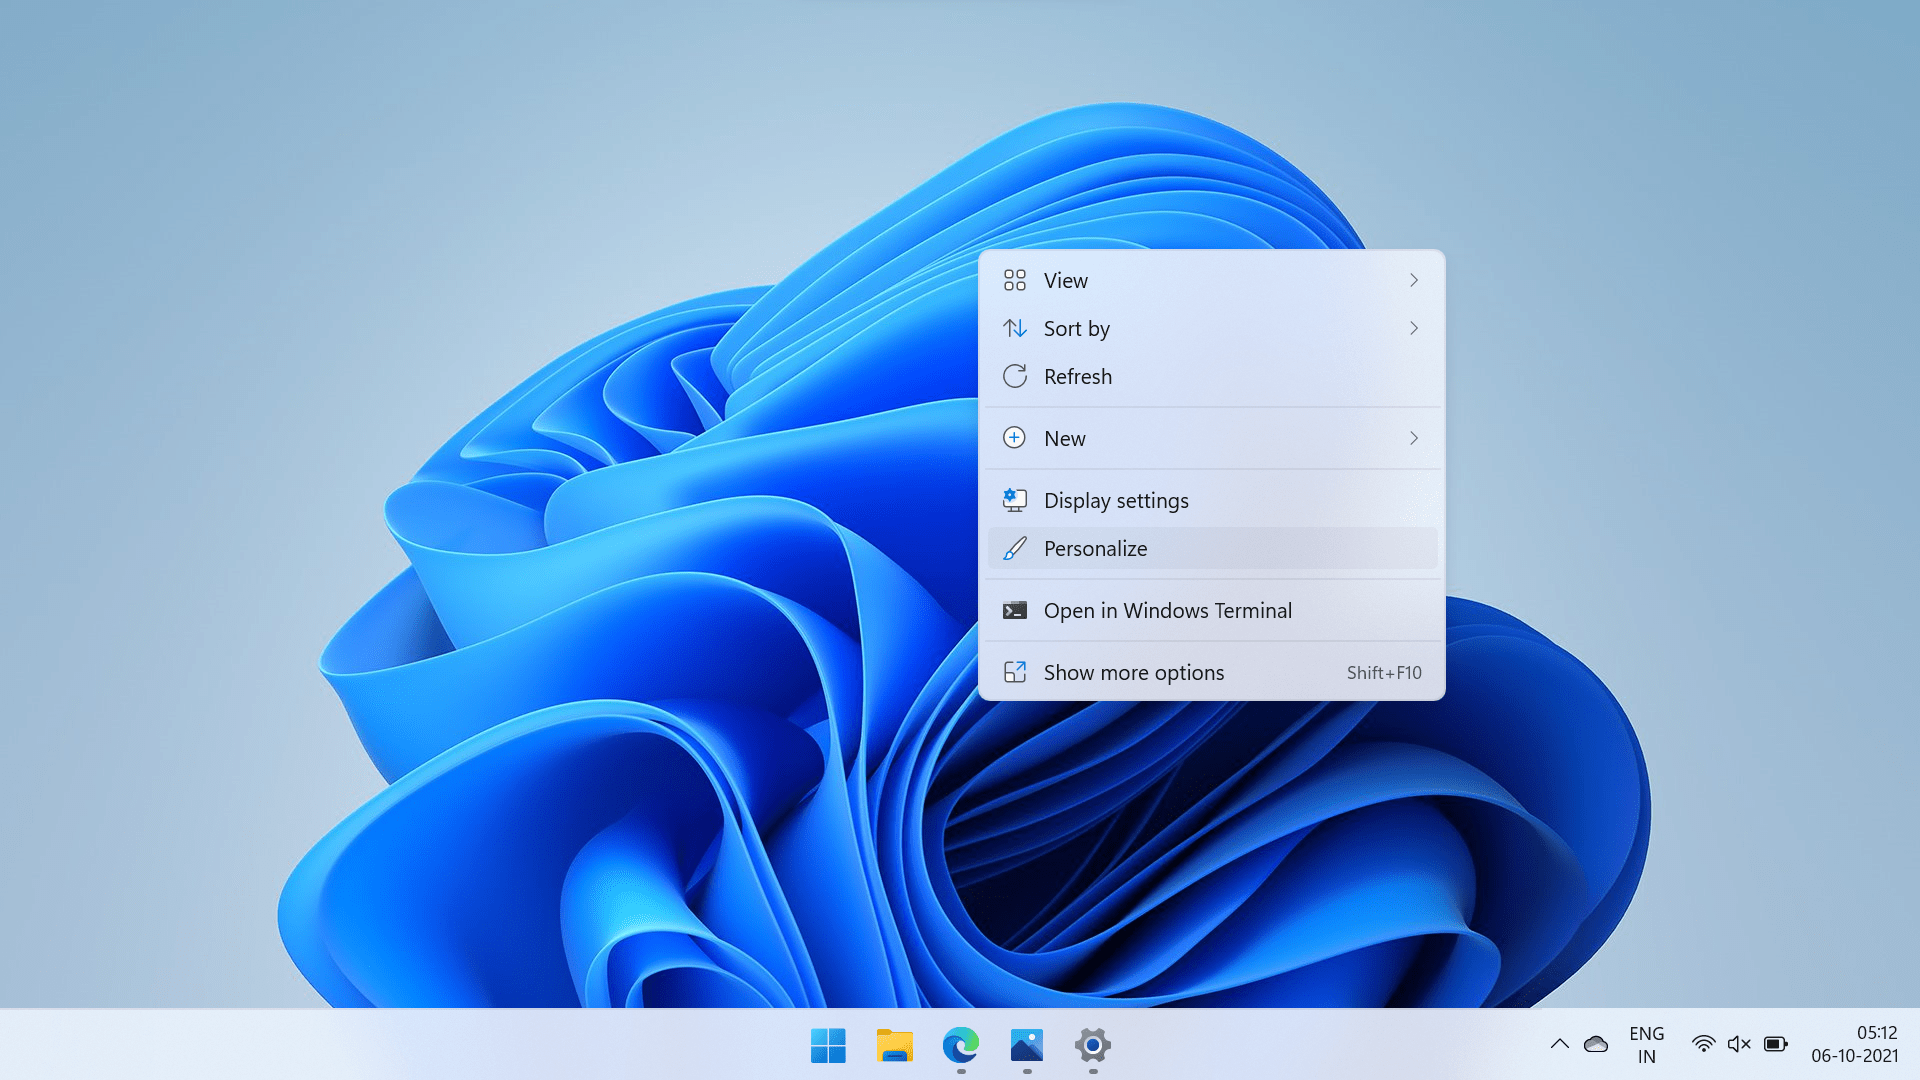 View
Sort by
Refresh
New
Display settings
Personalize
Open in Windows Terminal
Show more options Shift+F10
ENG
IN
05:12
06-10-2021